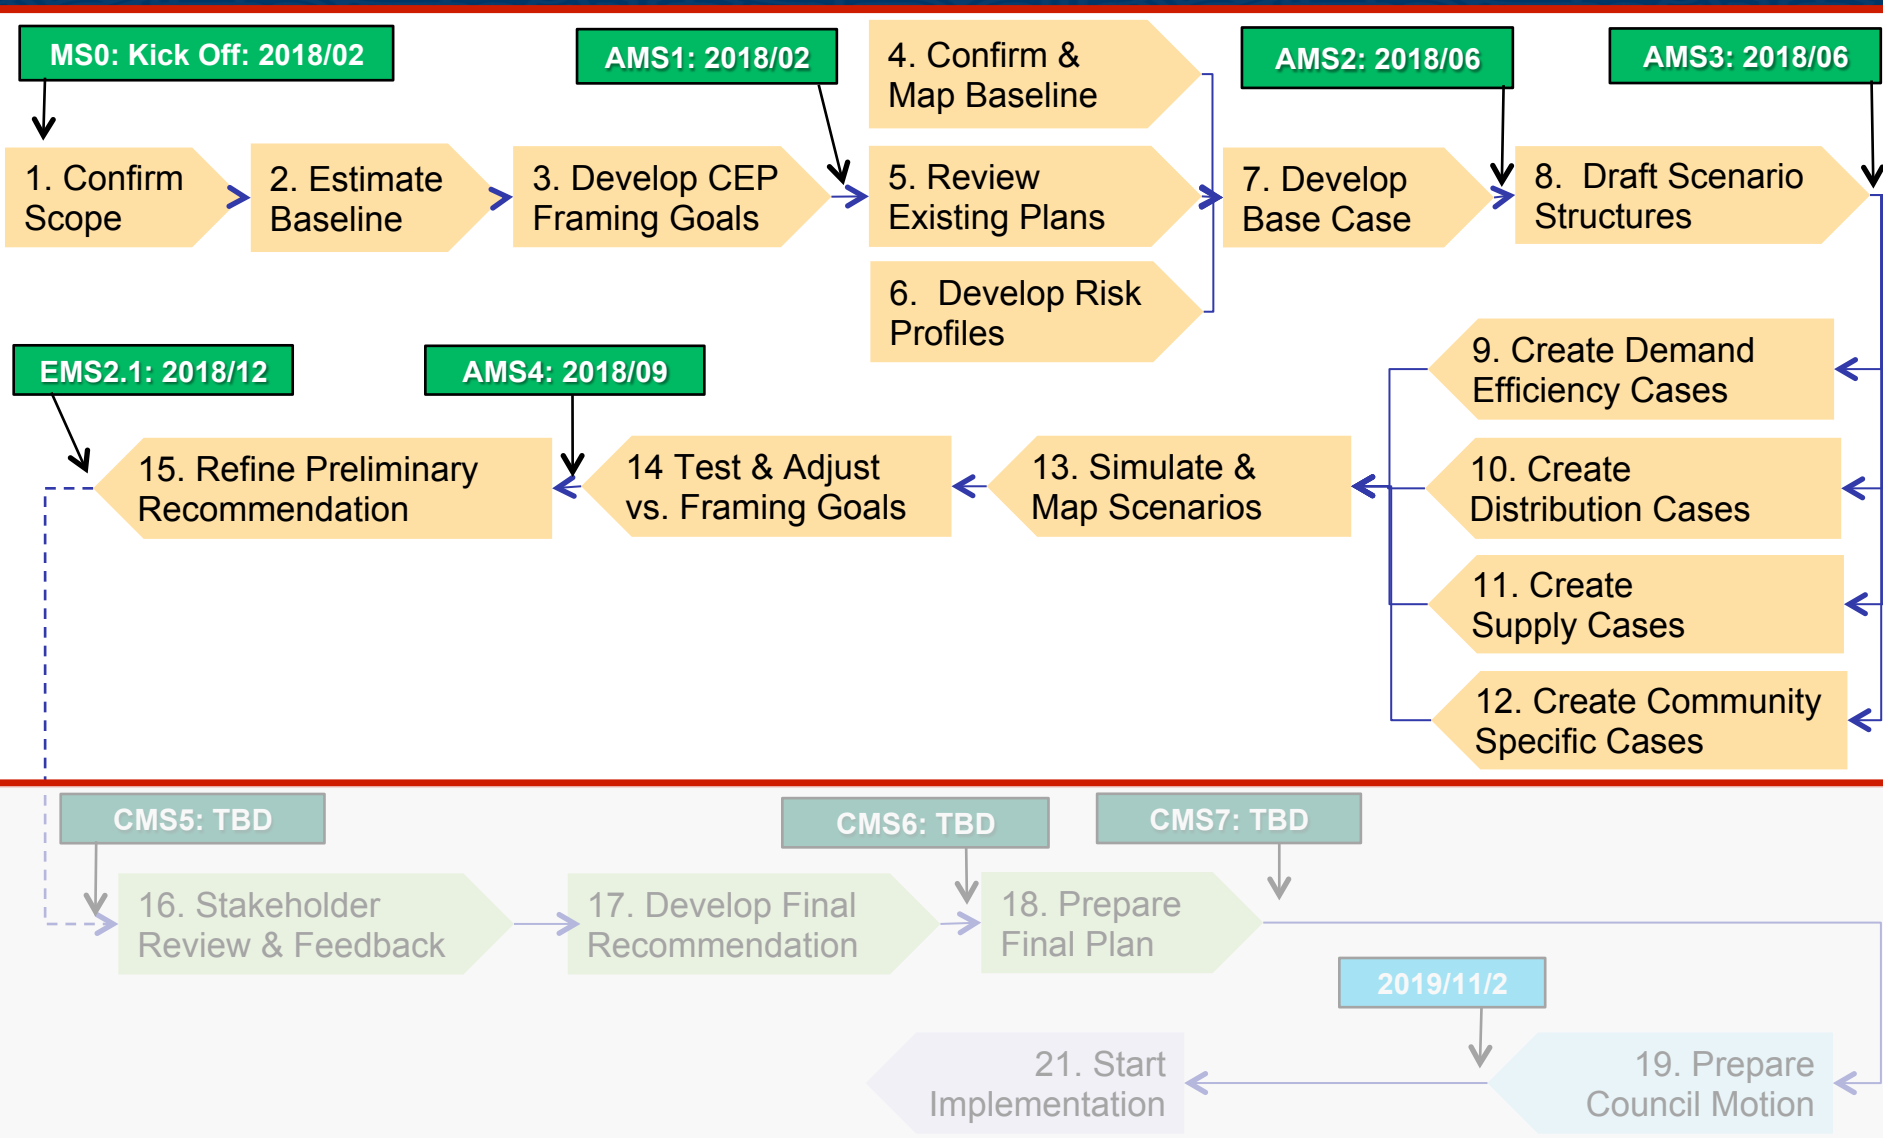 MS0: Kick Off: 2018/02
AMS1: 2018/02
4. Confirm &
Map Baseline
AMS2: 2018/06
AMS3: 2018/06
1. Confirm
Scope
2. Estimate
Baseline
3. Develop CEP
Framing Goals
5. Review
Existing Plans
7. Develop
Base Case
8. Draft Scenario
Structures
6. Develop Risk
Profiles
EMS2.1: 2018/12
AMS4: 2018/09
9. Create Demand
Efficiency Cases
15. Refine Preliminary
Recommendation
14 Test & Adjust
vs. Framing Goals
13. Simulate &
Map Scenarios
10. Create
Distribution Cases
11. Create
Supply Cases
12. Create Community
Specific Cases
CMS5: TBD
CMS6: TBD
CMS7: TBD
16. Stakeholder
Review & Feedback
17. Develop Final
Recommendation
18. Prepare
Final Plan
2019/11/2
21. Start
Implementation
19. Prepare
Council Motion